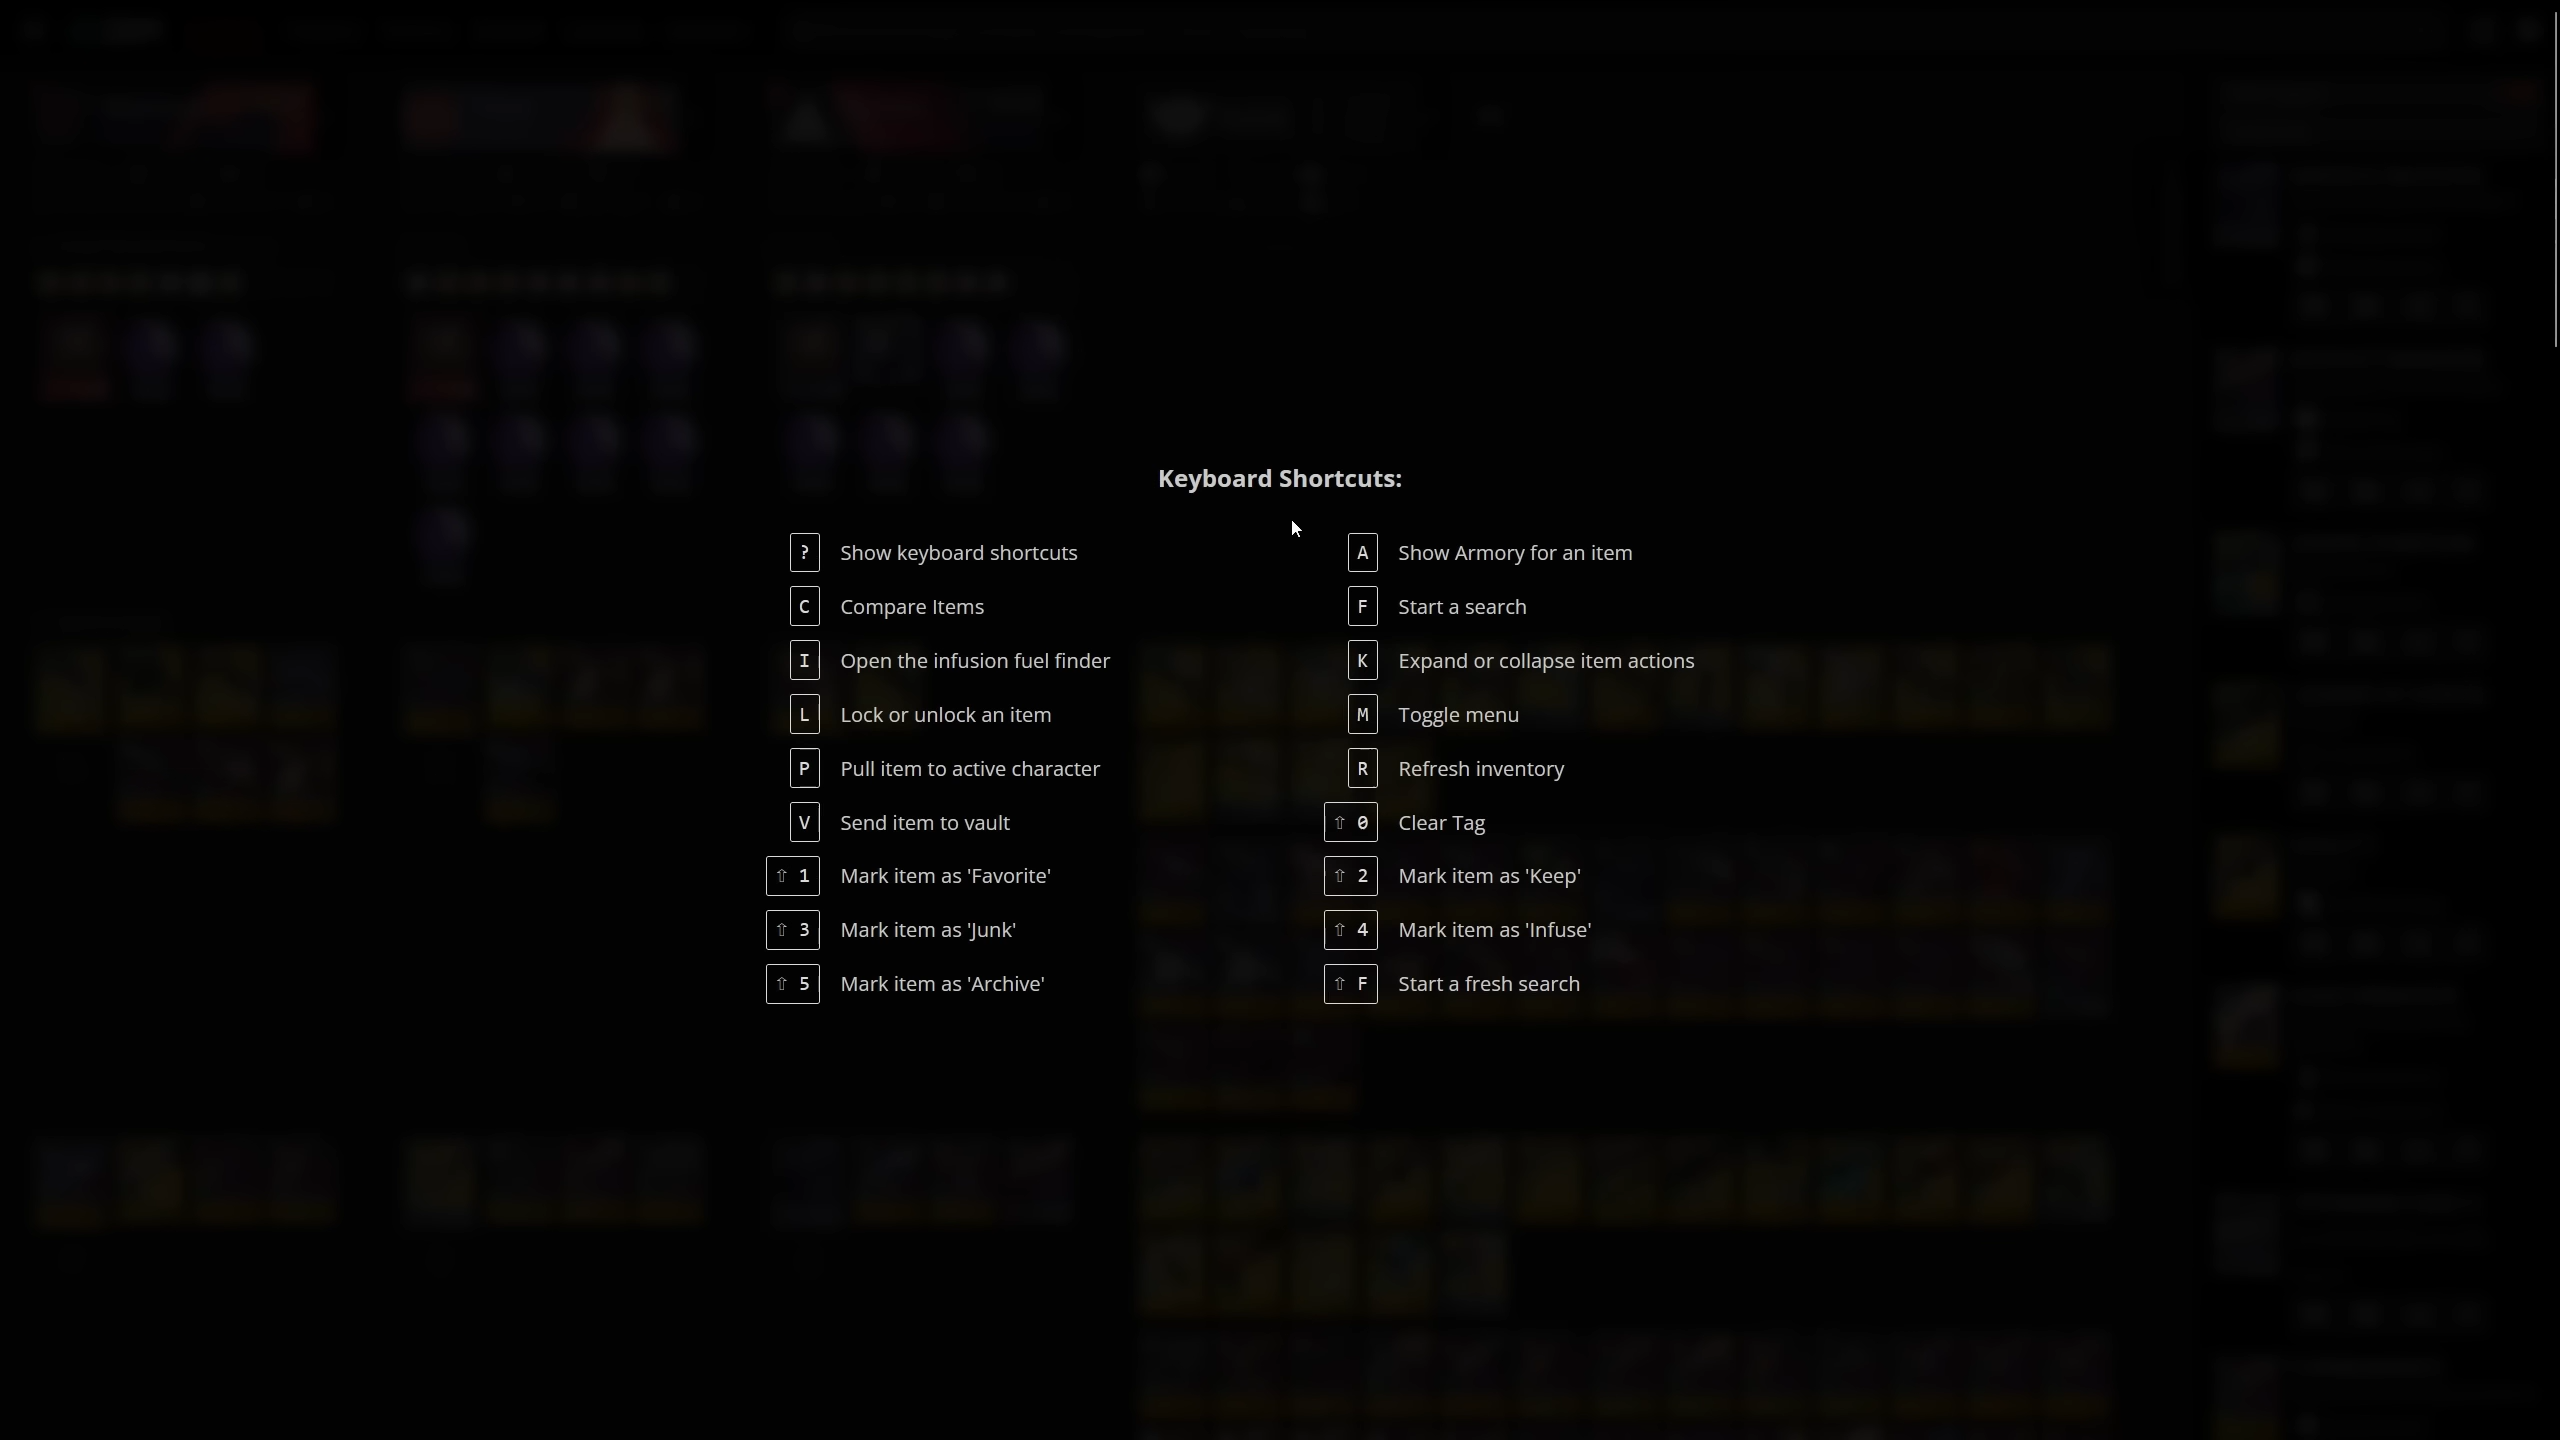 Keyboard Shortcuts:
? Show keyboard shortcuts
A Show Armory for an item
C Compare Items
F Start a search
I Open the infusion fuel finder
K Expand or collapse item actions
L Lock or unlock an item
M Toggle menu
P Pull item to active character
R Refresh inventory
V Send item to vault
⇧ 0 Clear Tag
⇧ 1 Mark item as 'Favorite'
⇧ 2 Mark item as 'Keep'
⇧ 3 Mark item as 'Junk'
⇧ 4 Mark item as 'Infuse'
⇧ 5 Mark item as 'Archive'
⇧ F Start a fresh search